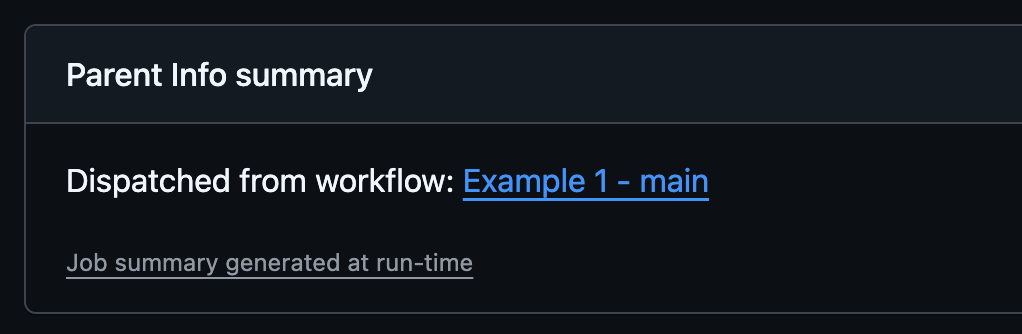 Parent Info summary
Dispatched from workflow: Example 1 - main
Job summary generated at run-time